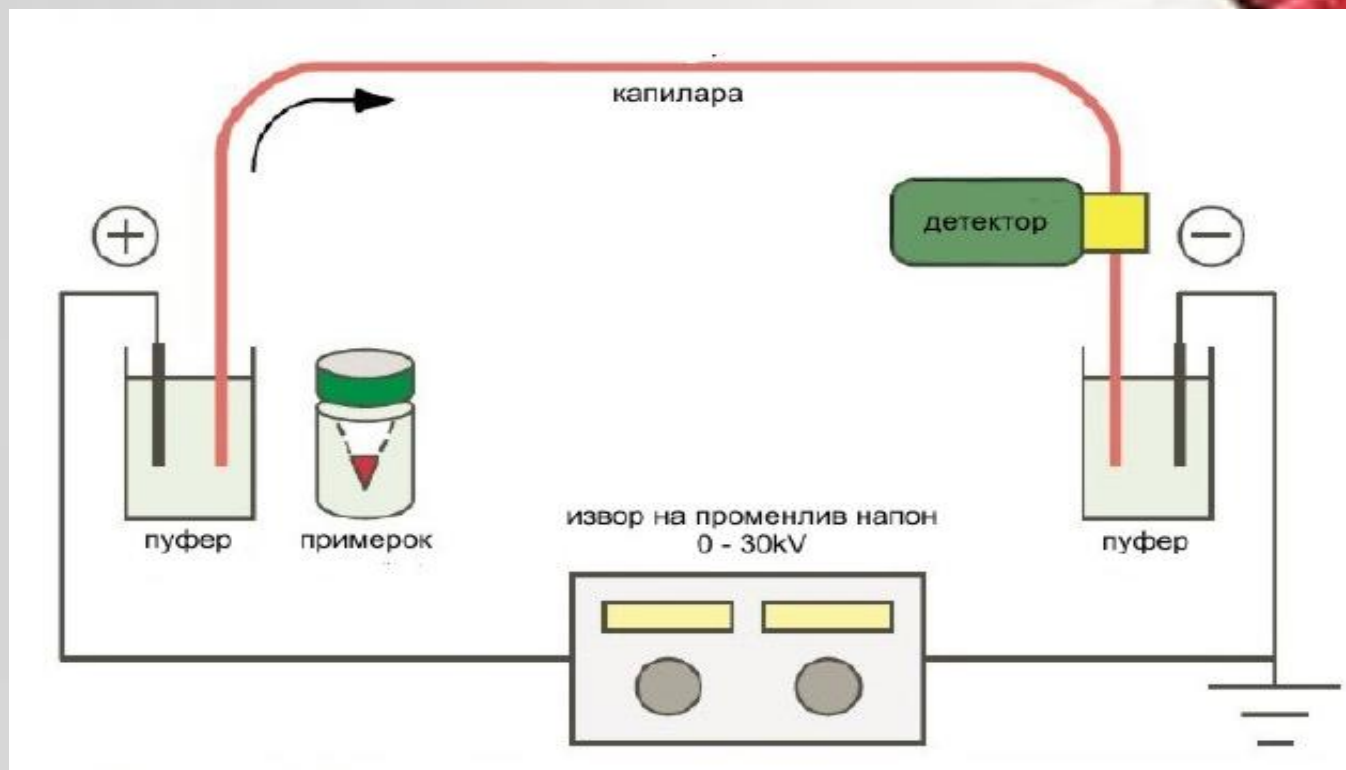 капилара
детектор
пуфер
примерок
извор на променлив напон
0 - 30kV
пуфер